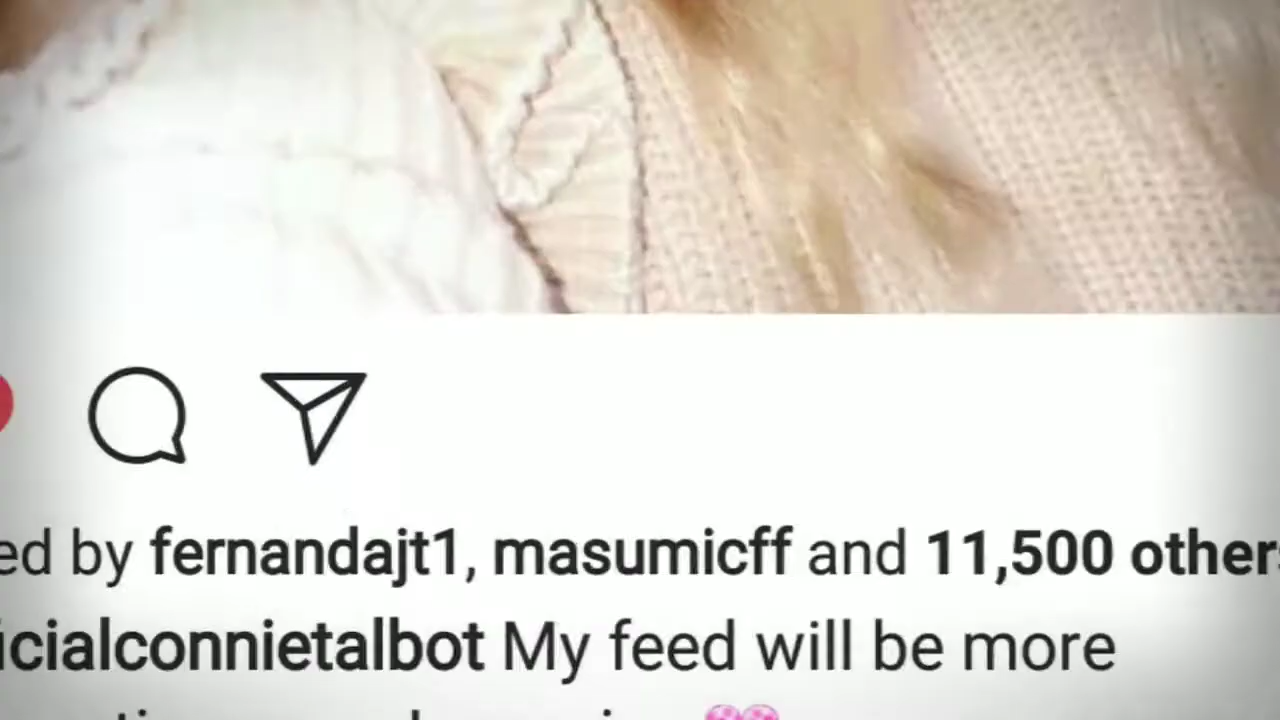 ed by fernandajt1, masumicff and 11,500 others
icialconnietalbot My feed will be more